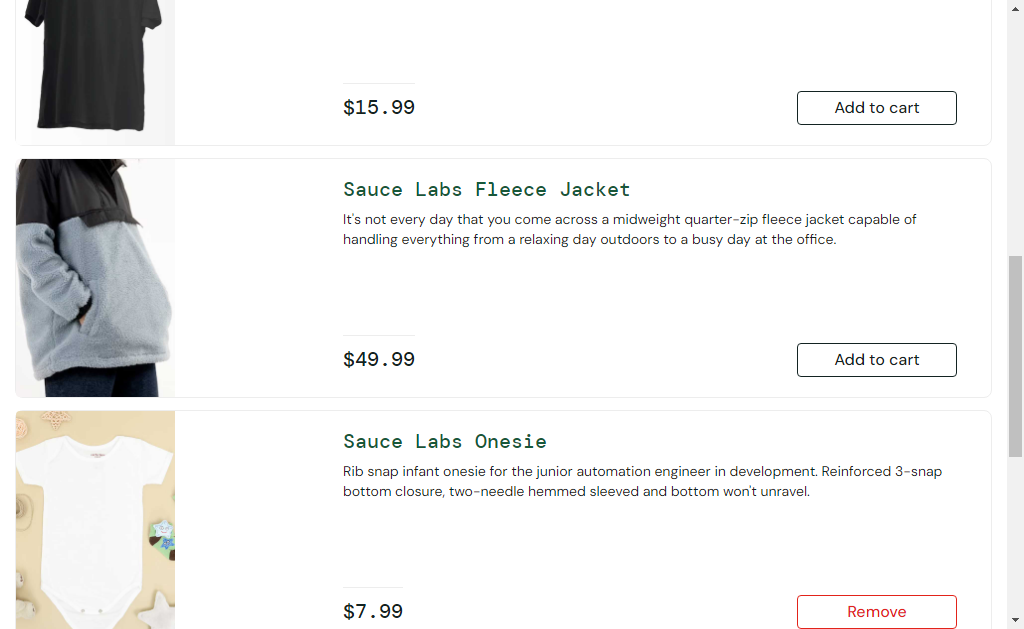 $15.99
Add to cart
Sauce Labs Fleece Jacket
It's not every day that you come across a midweight quarter-zip fleece jacket capable of
handling everything from a relaxing day outdoors to a busy day at the office.
$49.99
Add to cart
Sauce Labs Onesie
Rib snap infant onesie for the junior automation engineer in development. Reinforced 3-snap
bottom closure, two-needle hemmed sleeved and bottom won't unravel.
$7.99
Remove